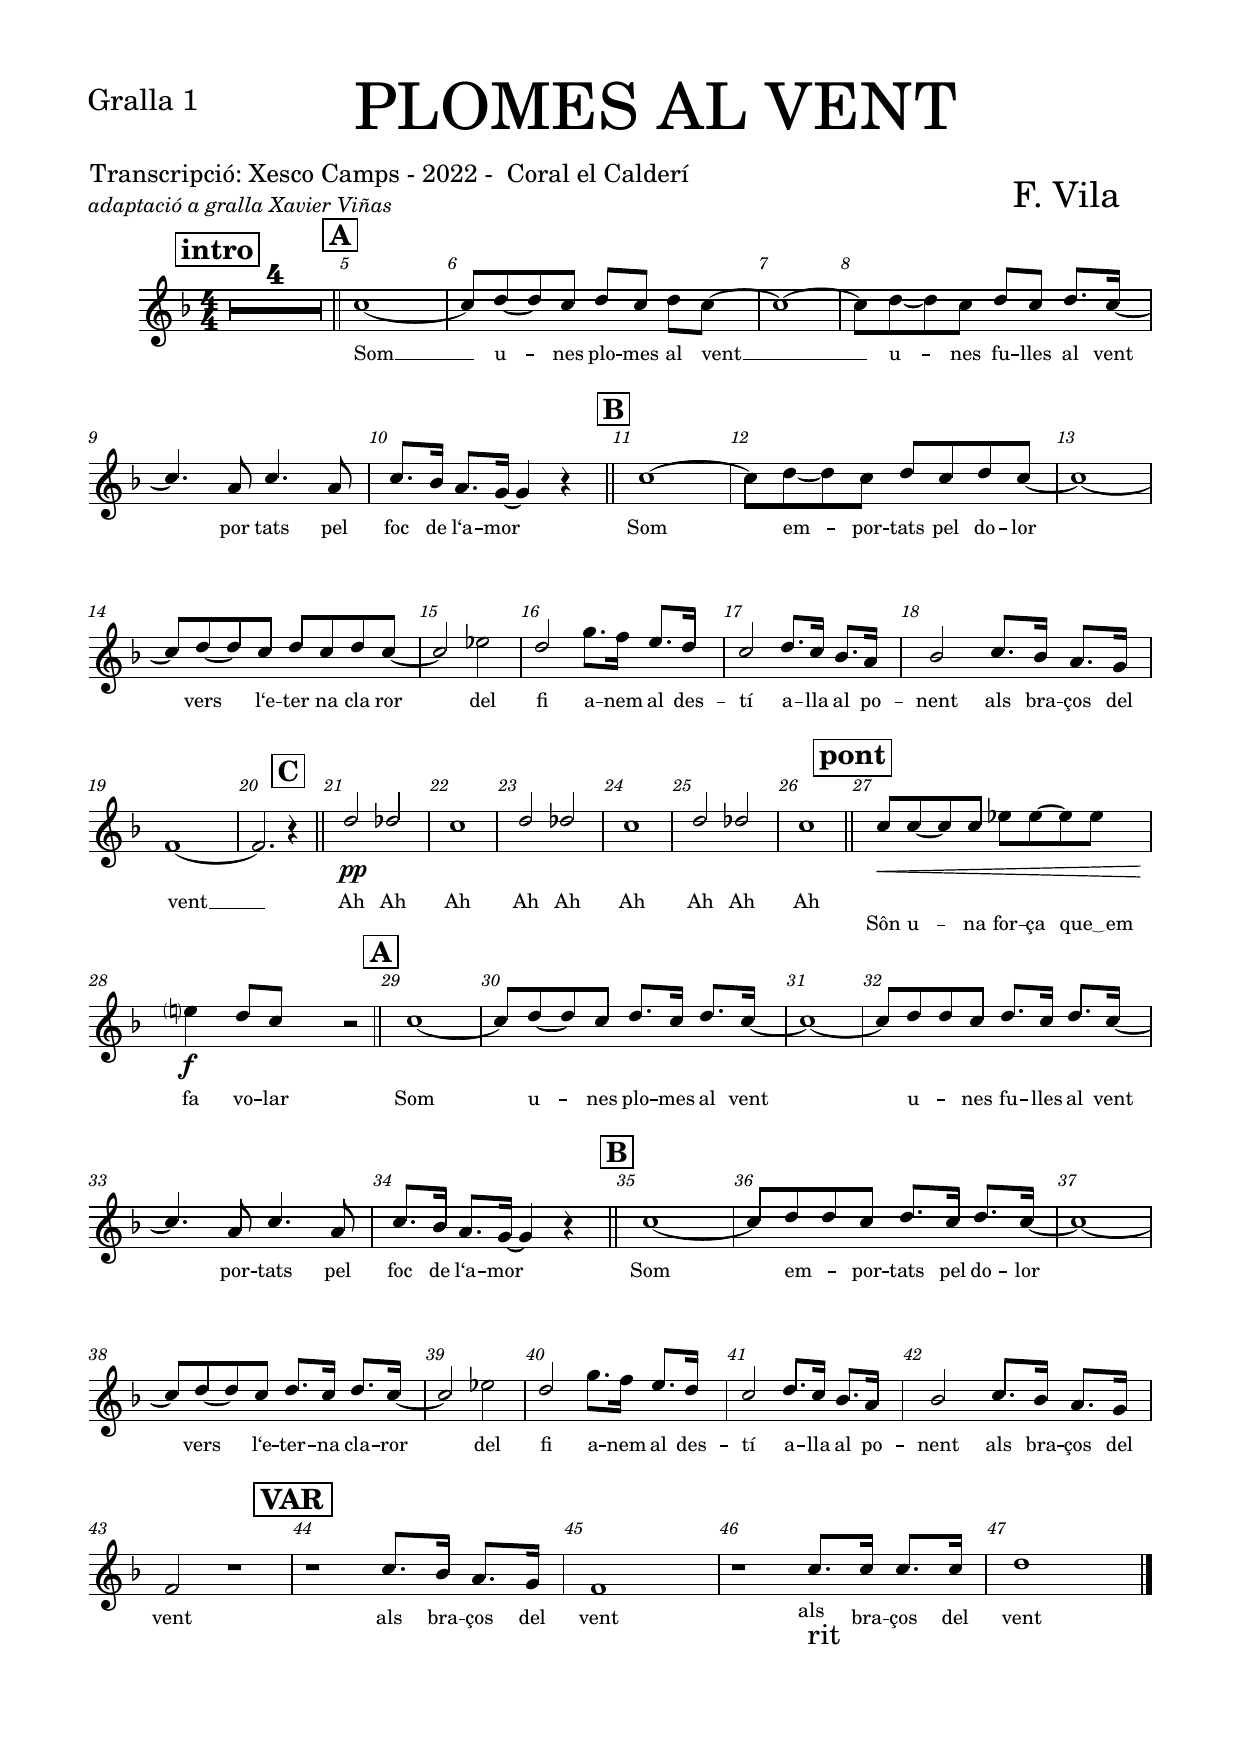 Gralla 1
PLOMES AL VENT
Transcripció: Xesco Camps - 2022 - Coral el Calderí
adaptació a gralla Xavier Viñas
F. Vila
intro A
4 5 6 7 8
4 4
Som u – nes plo-mes al vent u – nes fu-lles al vent
B
9 10 11 12 13
por tats pel foc de l‘a-mor Som em – por-tats pel do – lor
14 15 16 17 18
vers l‘e-ter na cla ror del fi a-nem al des – tí a-lla al po – nent als bra-ços del
C pont
19 20 21 22 23 24 25 26 27
pp
vent Ah Ah Ah Ah Ah Ah Ah Ah Ah
Sôn u – na for-ça que‿em
A
28 29 30 31 32
f
fa vo-lar Som u – nes plo-mes al vent u – nes fu-lles al vent
B
33 34 35 36 37
por-tats pel foc de l‘a-mor Som em – por-tats pel do – lor
38 39 40 41 42
vers l‘e-ter-na cla-ror del fi a-nem al des – tí a-lla al po – nent als bra-ços del
VAR
43 44 45 46 47
vent als bra-ços del vent als bra-ços del vent
rit